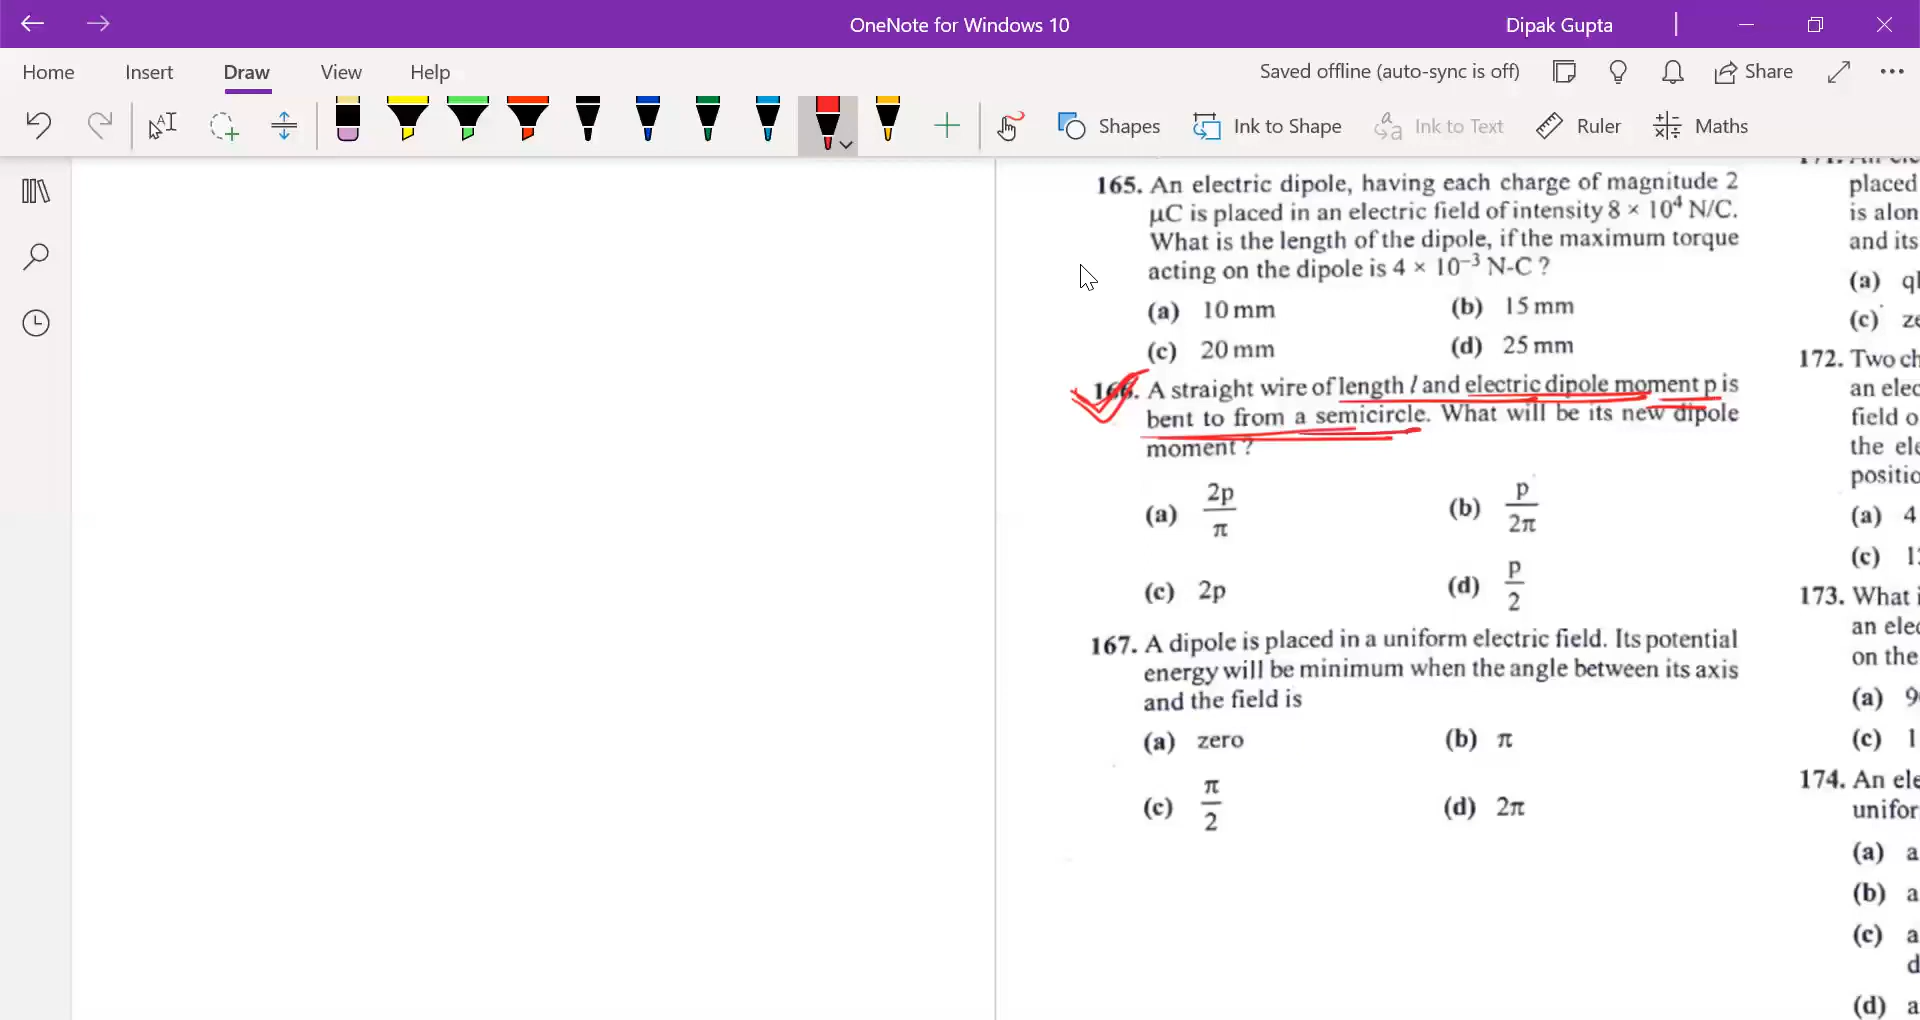 OneNote for Windows 10
Dipak Gupta
Home Insert Draw View Help
Saved offline (auto-sync is off)
Share
Shapes
Ink to Shape
Ink to Text
Ruler
Maths
165. An electric dipole, having each charge of magnitude 2
μC is placed in an electric field of intensity 8 × 10⁴ N/C.
What is the length of the dipole, if the maximum torque
acting on the dipole is 4 × 10⁻³ N-C ?
(a) 10 mm (b) 15 mm
(c) 20 mm (d) 25 mm
166. A straight wire of length l and electric dipole moment p is
bent to from a semicircle. What will be its new dipole
moment ?
(a) 2p/π (b) p/2π
(c) 2p (d) p/2
167. A dipole is placed in a uniform electric field. Its potential
energy will be minimum when the angle between its axis
and the field is
(a) zero (b) π
(c) π/2 (d) 2π
placed
is alon
and its
(a) q
(c) ze
172. Two ch
an elec
field o
the ele
positio
(a) 4
(c) 1
173. What i
an elec
on the
(a) 9
(c) 1
174. An ele
unifor
(a) a
(b) a
(c) a
d
(d) a